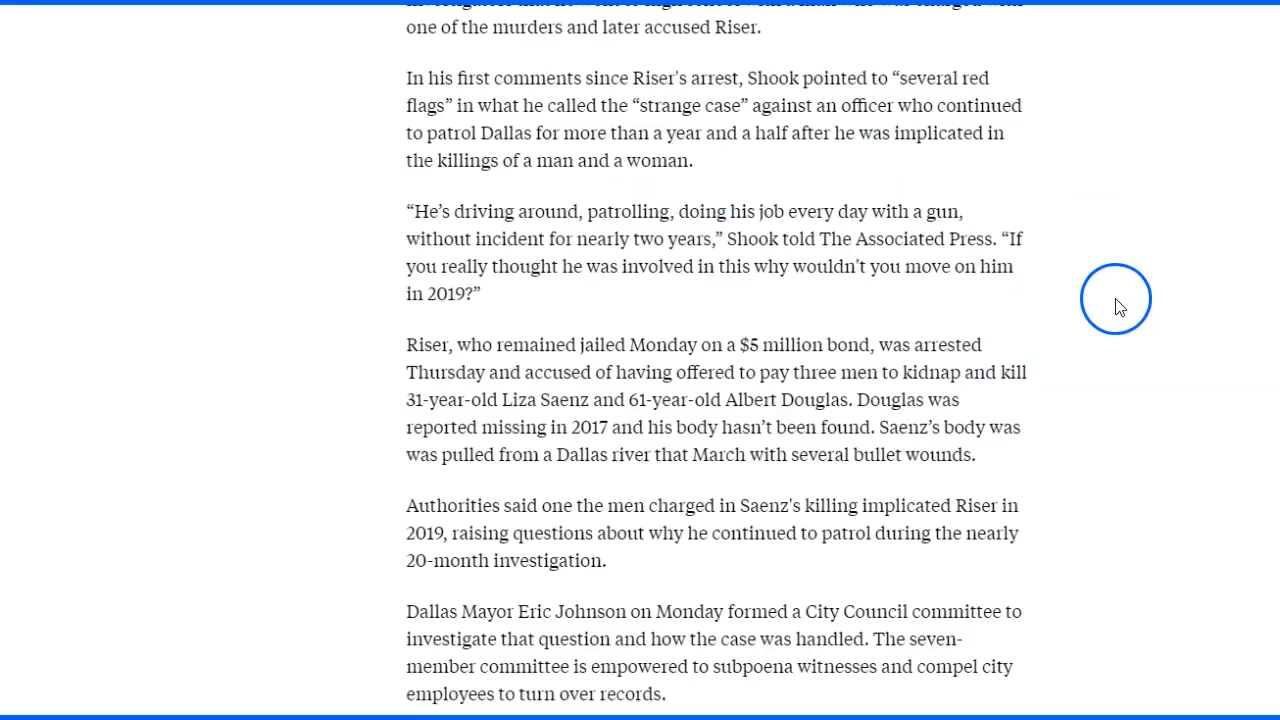 one of the murders and later accused Riser.
In his first comments since Riser's arrest, Shook pointed to “several red
flags” in what he called the “strange case” against an officer who continued
to patrol Dallas for more than a year and a half after he was implicated in
the killings of a man and a woman.
“He’s driving around, patrolling, doing his job every day with a gun,
without incident for nearly two years,” Shook told The Associated Press. “If
you really thought he was involved in this why wouldn't you move on him
in 2019?”
Riser, who remained jailed Monday on a $5 million bond, was arrested
Thursday and accused of having offered to pay three men to kidnap and kill
31-year-old Liza Saenz and 61-year-old Albert Douglas. Douglas was
reported missing in 2017 and his body hasn’t been found. Saenz’s body was
was pulled from a Dallas river that March with several bullet wounds.
Authorities said one the men charged in Saenz's killing implicated Riser in
2019, raising questions about why he continued to patrol during the nearly
20-month investigation.
Dallas Mayor Eric Johnson on Monday formed a City Council committee to
investigate that question and how the case was handled. The seven-
member committee is empowered to subpoena witnesses and compel city
employees to turn over records.